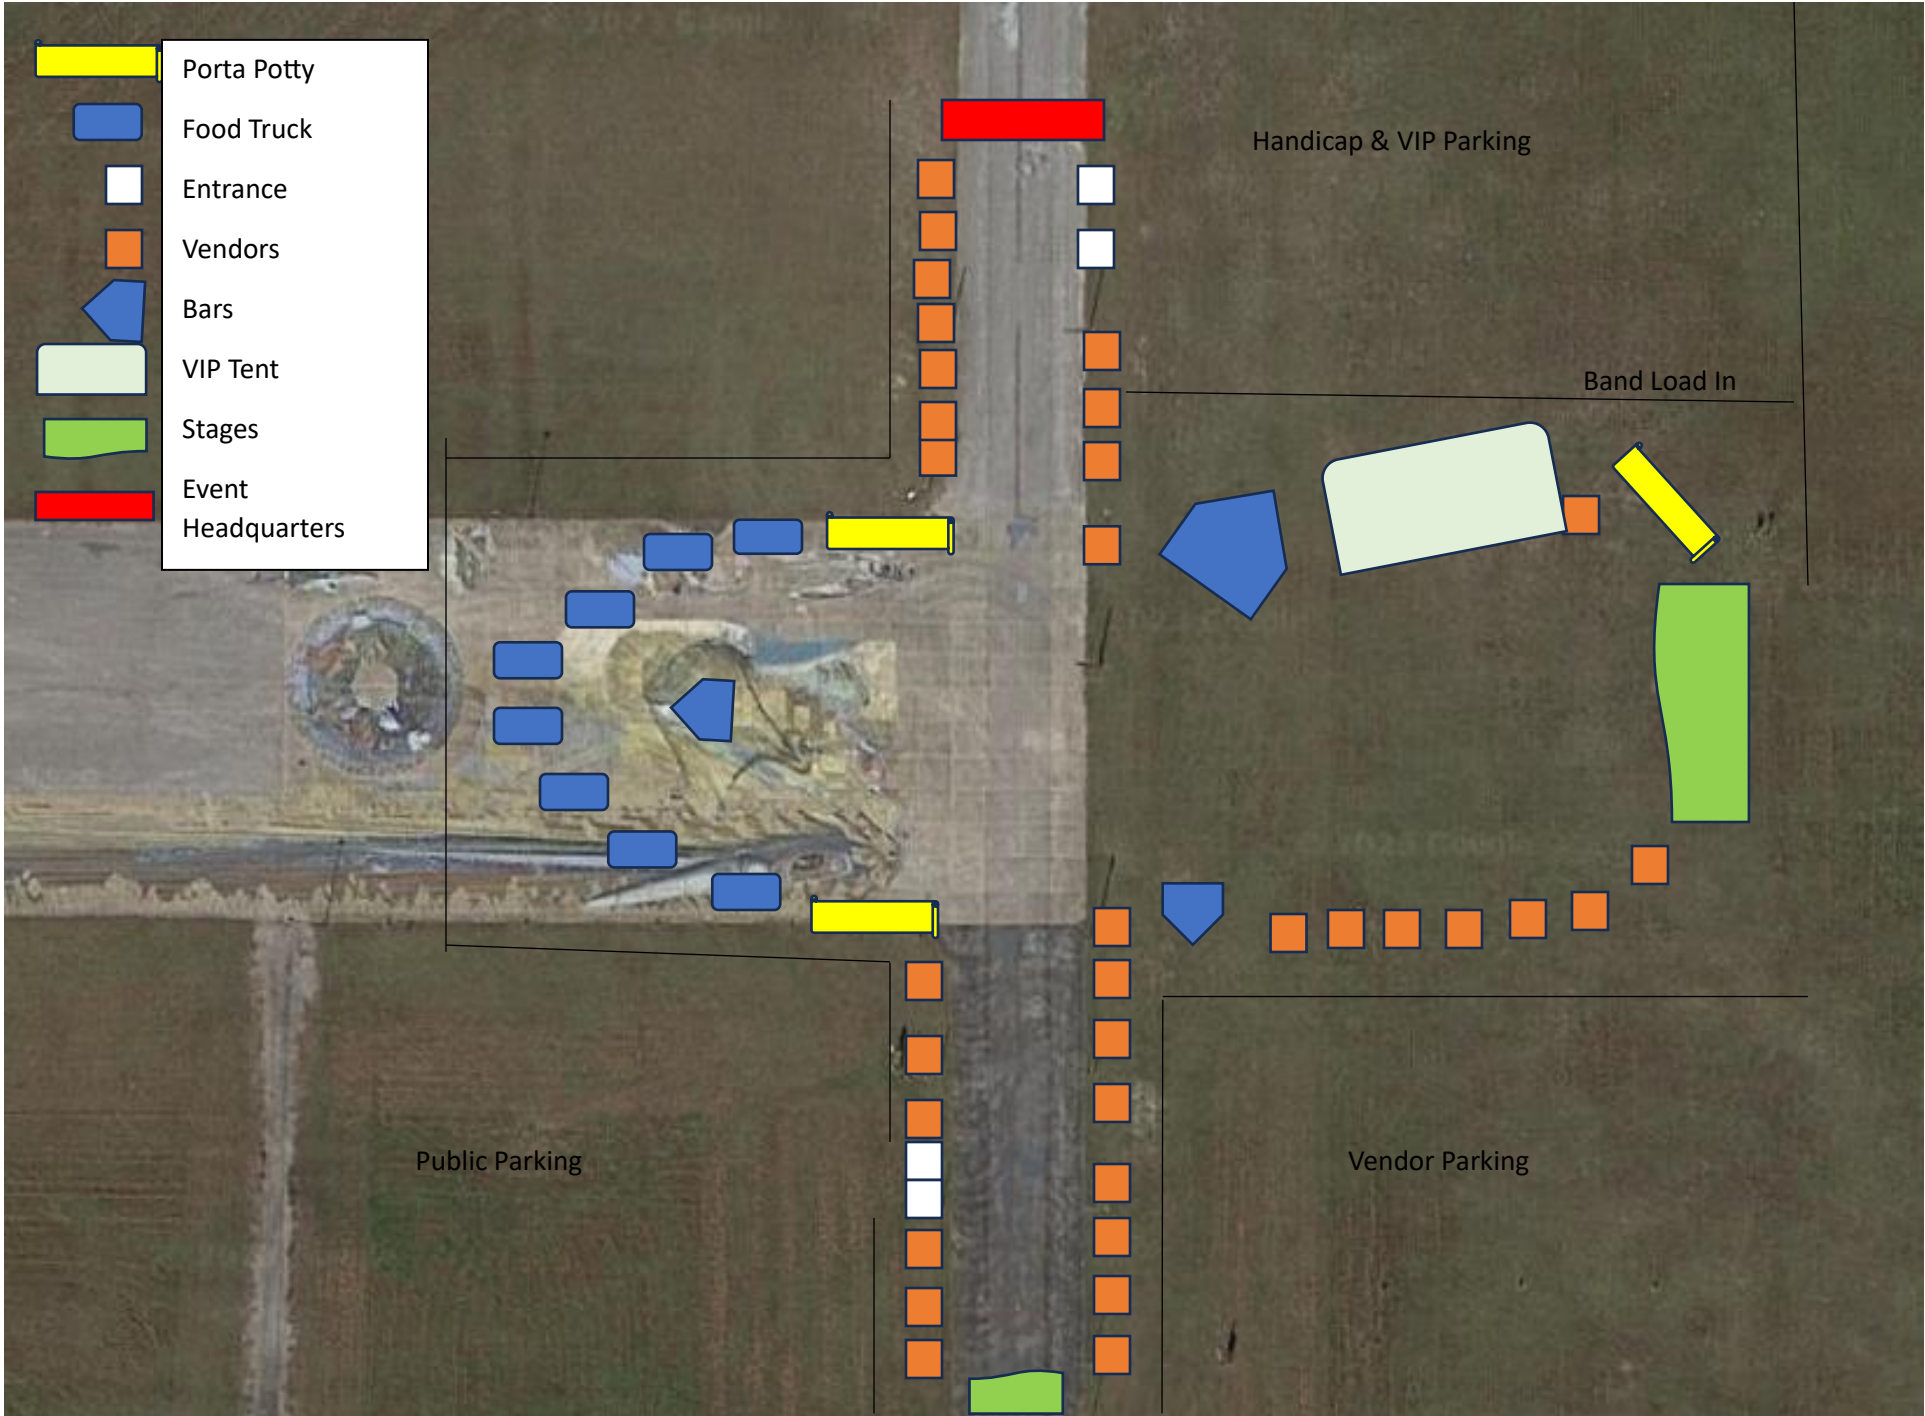 Porta Potty
Food Truck
Entrance
Vendors
Bars
VIP Tent
Stages
Event
Headquarters
Handicap & VIP Parking
Band Load In
Public Parking
Vendor Parking